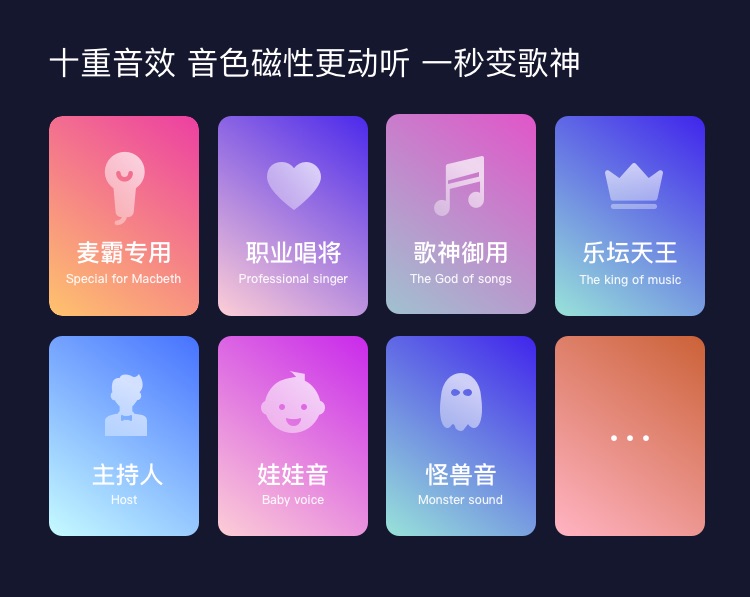 十重音效 音色磁性更动听 一秒变歌神
麦霸专用
Special for Macbeth
职业唱将
Professional singer
歌神御用
The God of songs
乐坛天王
The king of music
主持人
Host
娃娃音
Baby voice
怪兽音
Monster sound
...